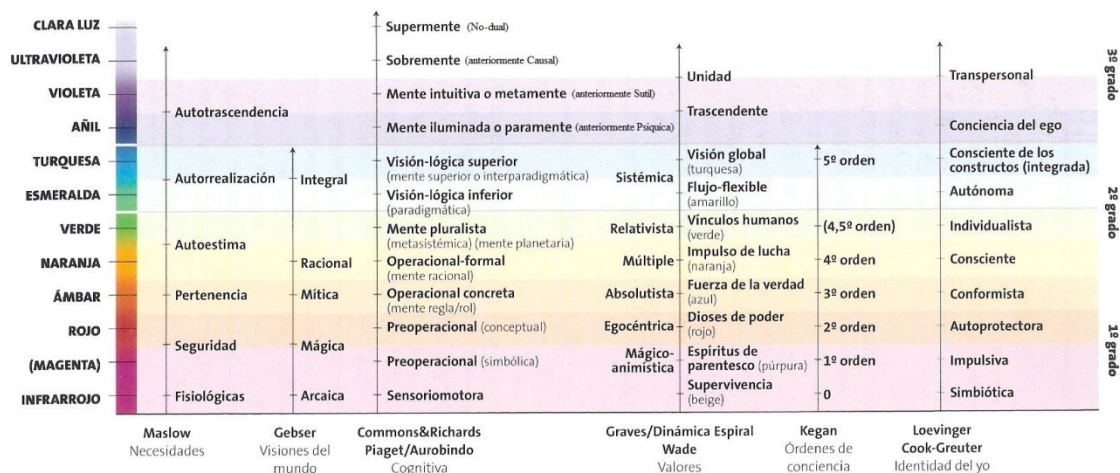 CLARA LUZ
ULTRAVIOLETA
VIOLETA
AÑIL
TURQUESA
ESMERALDA
VERDE
NARANJA
ÁMBAR
ROJO
(MAGENTA)
INFRARROJO
Autotrascendencia
Autorrealización
Autoestima
Pertenencia
Seguridad
Fisiológicas
Maslow
Necesidades
Integral
Racional
Mítica
Mágica
Arcaica
Gebser
Visiones del
mundo
Supermente (No-dual)
Sobremente (anteriormente Causal)
Mente intuitiva o metamente (anteriormente Sutil)
Mente iluminada o paramente (anteriormente Psiquica)
Visión-lógica superior
(mente superior o interparadigmática)
Visión-lógica inferior
(paradigmática)
Mente pluralista
(metasistémica) (mente planetaria)
Operacional-formal
(mente racional)
Operacional concreta
(mente regla/rol)
Preoperacional (conceptual)
Preoperacional (simbólica)
Sensoriomotora
Commons&Richards
Piaget/Aurobindo
Cognitiva
Sistémica
Relativista
Múltiple
Absolutista
Egocéntrica
Mágico-
animística
Unidad
Trascendente
Visión global
(turquesa)
Flujo-flexible
(amarillo)
Vínculos humanos
(verde)
Impulso de lucha
(naranja)
Fuerza de la verdad
(azul)
Dioses de poder
(rojo)
Espíritus de
parentesco (púrpura)
Supervivencia
(beige)
Graves/Dinámica Espiral
Wade
Valores
5º orden
(4,5º orden)
4º orden
3º orden
2º orden
1º orden
0
Kegan
Órdenes de
conciencia
Transpersonal
Conciencia del ego
Consciente de los
constructos (integrada)
Autónoma
Individualista
Consciente
Conformista
Autoprotectora
Impulsiva
Simbiótica
Loevinger
Cook-Greuter
Identidad del yo
3º grado
2º grado
1º grado